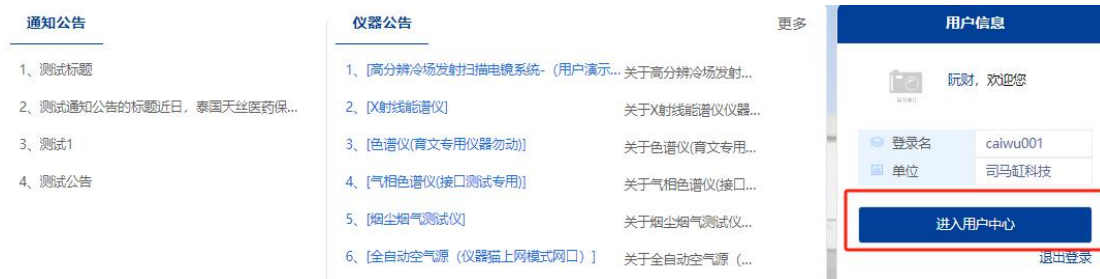 通知公告
1、测试标题
2、测试通知公告的标题近日，泰国天丝医药保...
3、测试1
4、测试公告
仪器公告 更多
1、[高分辨冷场发射扫描电镜系统-（用户演示... 关于高分辨冷场发射...
2、[X射线能谱仪] 关于X射线能谱仪仪器...
3、[色谱仪(育文专用仪器勿动)] 关于色谱仪(育文专用...
4、[气相色谱仪(接口测试专用)] 关于气相色谱仪(接口...
5、[烟尘烟气测试仪] 关于烟尘烟气测试仪...
6、[全自动空气源（仪器猫上网模式网口）] 关于全自动空气源（...
用户信息
阮财，欢迎您
登录名 caiwu001
单位 司马缸科技
进入用户中心
退出登录